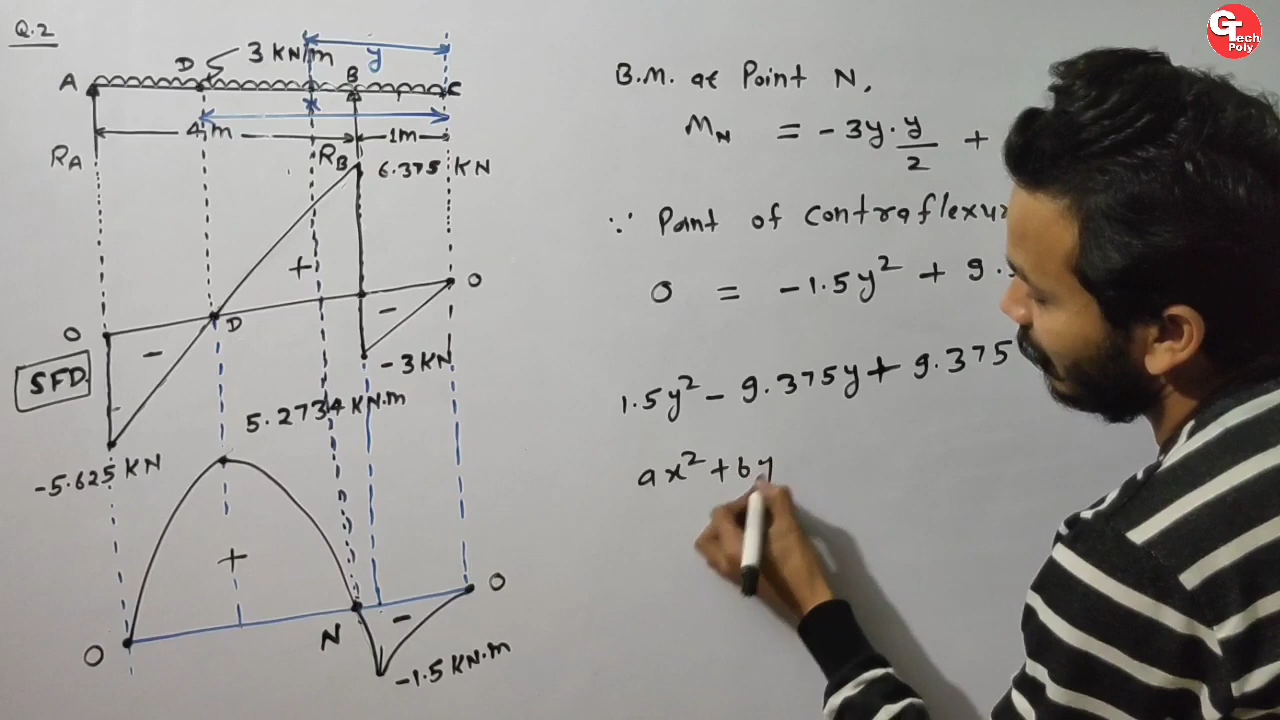 Q.2
3 KN/m
y
A D B C
4 m 1m
RA RB
6.375 KN
+
0
0
D
-
-
- 3 KN
SFD.
5.2734 KN.m
-5.625 KN
+
0
N
-
0
-1.5 KN.m
B.M. at Point N,
MN = - 3y. y/2 +
∵ Point of Contraflexur
0 = -1.5y² + 9.
1.5y² - 9.375y + 9.375
ax² + by
GTech Poly